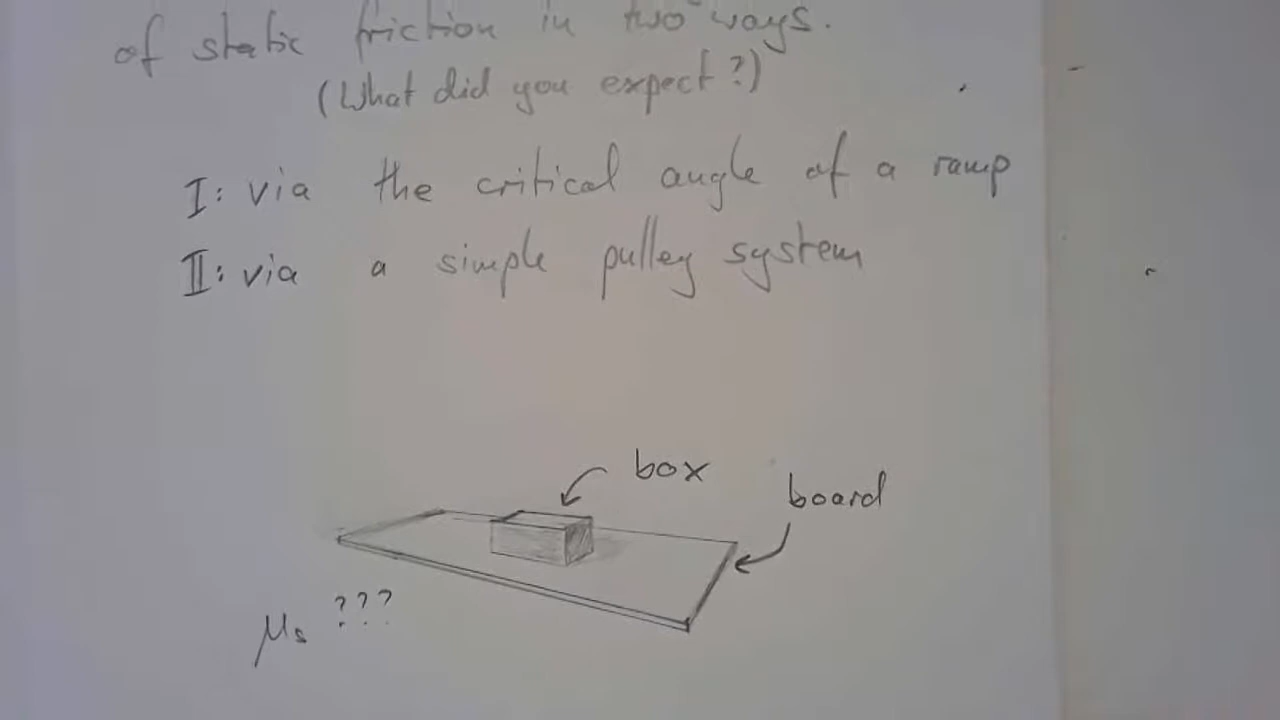 of static friction in two ways.
(What did you expect?)
I: via the critical angle of a ramp
II: via a simple pulley system
box
board
μs ???